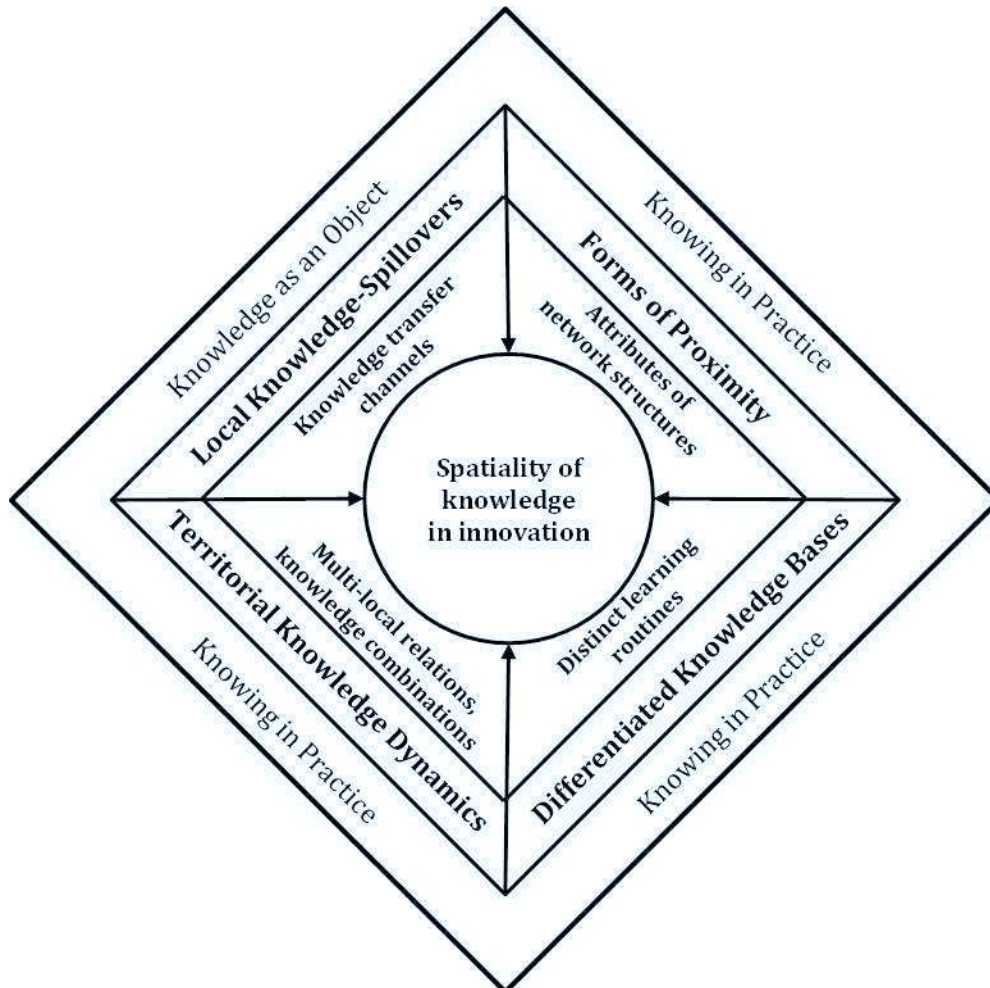 Knowledge as an Object
Local Knowledge-Spillovers
Knowledge transfer
channels
Knowing in Practice
Forms of Proximity
Attributes of
network structures
Spatiality of
knowledge
in innovation
Territorial Knowledge Dynamics
Multi-local relations,
knowledge combinations
Knowing in Practice
Distinct learning
routines
Differentiated Knowledge Bases
Knowing in Practice